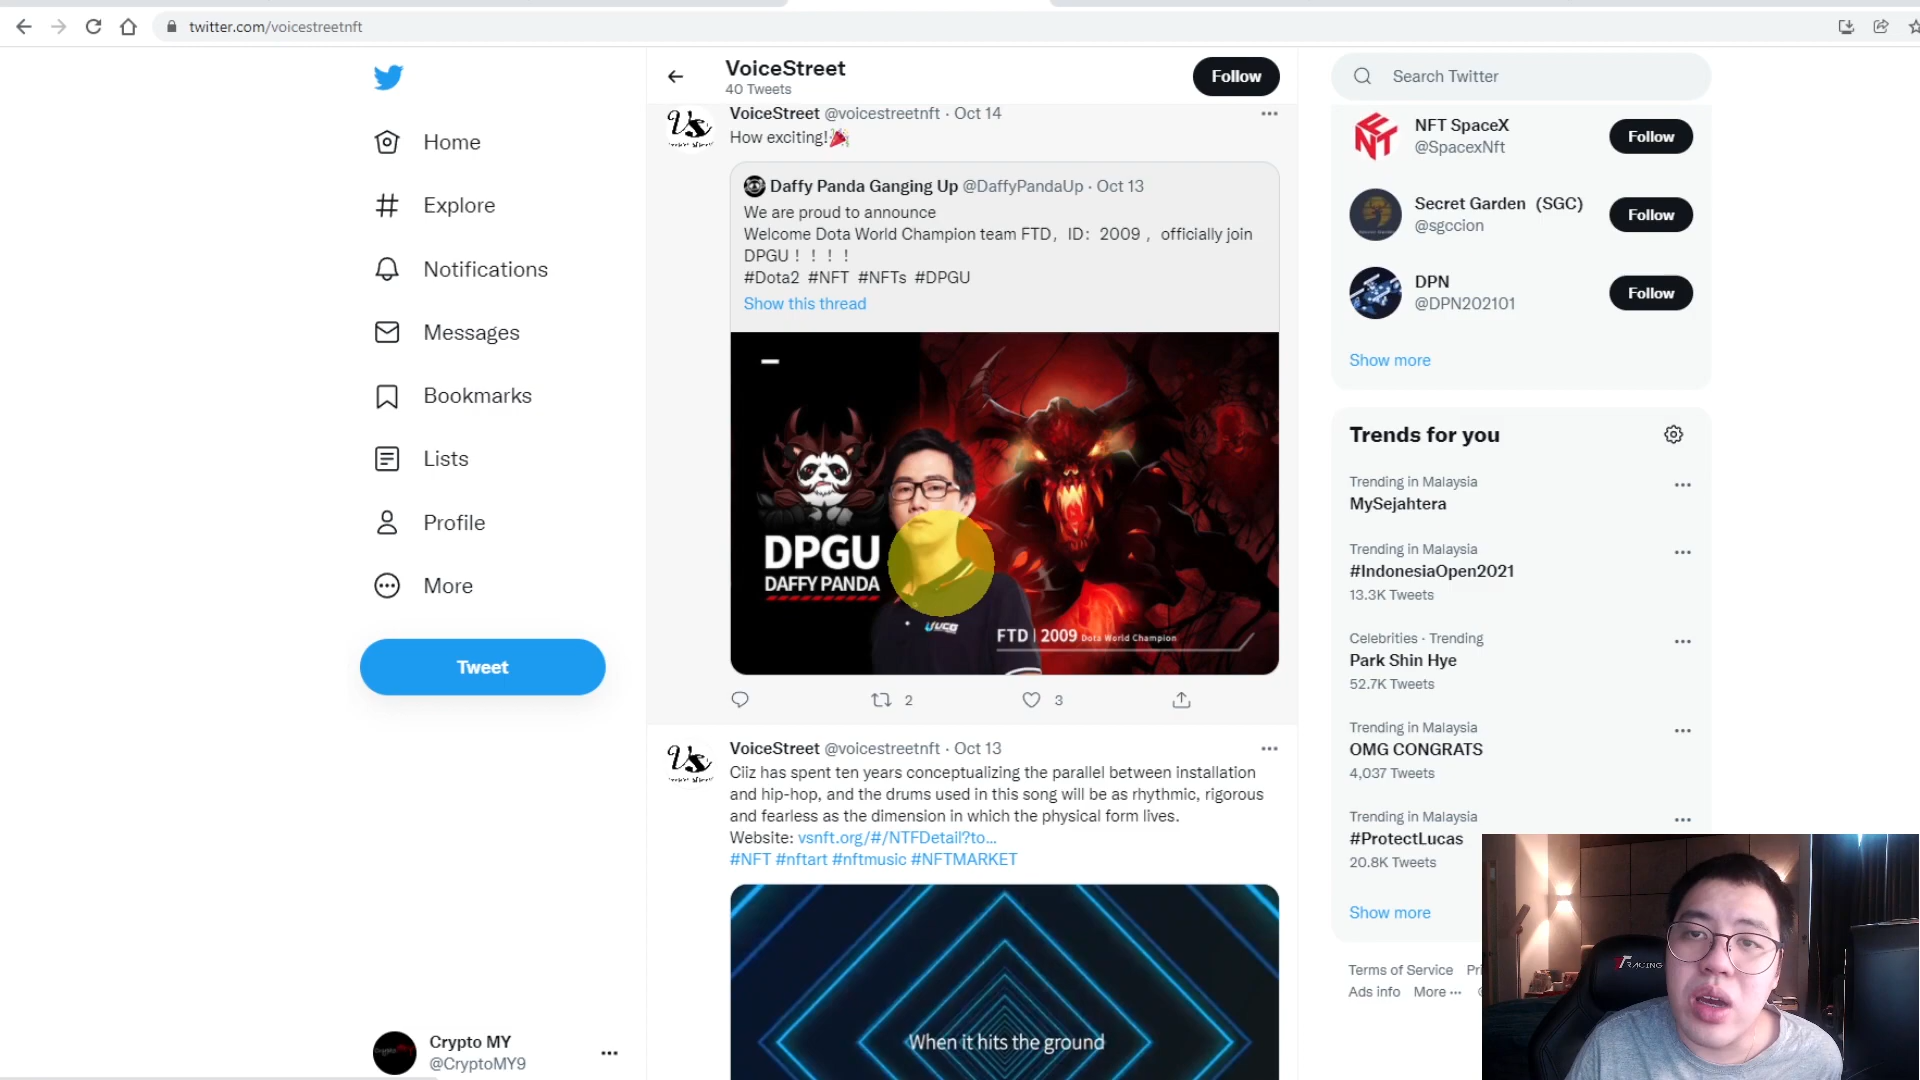 twitter.com/voicestreetnft
VoiceStreet
40 Tweets
Follow
Search Twitter
Home
Explore
Notifications
Messages
Bookmarks
Lists
Profile
More
Tweet
Crypto MY
@CryptoMY9
VoiceStreet @voicestreetnft · Oct 14
How exciting!
Daffy Panda Ganging Up @DaffyPandaUp · Oct 13
We are proud to announce
Welcome Dota World Champion team FTD，ID：2009 ，officially join
DPGU！！！！
#Dota2 #NFT #NFTs #DPGU
Show this thread
DPGU
DAFFY PANDA
UCG
FTD | 2009 Dota World Champion
2
3
VoiceStreet @voicestreetnft · Oct 13
Ciiz has spent ten years conceptualizing the parallel between installation
and hip-hop, and the drums used in this song will be as rhythmic, rigorous
and fearless as the dimension in which the physical form lives.
Website: vsnft.org/#/NTFDetail?to...
#NFT #nftart #nftmusic #NFTMARKET
When it hits the ground
NFT SpaceX
@SpacexNft
Follow
Secret Garden（SGC)
@sgccion
Follow
DPN
@DPN202101
Follow
Show more
Trends for you
Trending in Malaysia
MySejahtera
Trending in Malaysia
#IndonesiaOpen2021
13.3K Tweets
Celebrities · Trending
Park Shin Hye
52.7K Tweets
Trending in Malaysia
OMG CONGRATS
4,037 Tweets
Trending in Malaysia
#ProtectLucas
20.8K Tweets
Show more
Terms of Service Pri
Ads info More ···